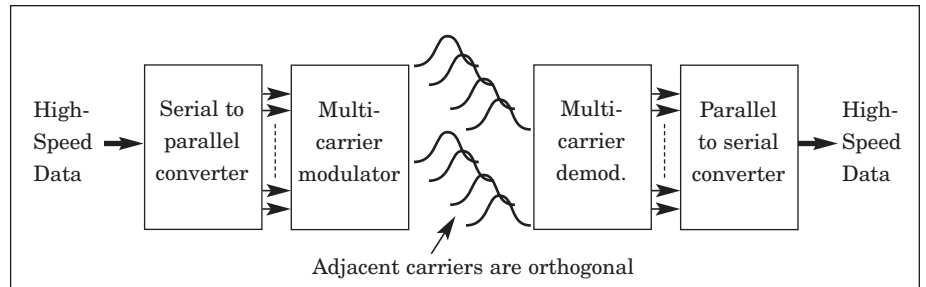 High-
Speed
Data
Serial to
parallel
converter
Multi-
carrier
modulator
Multi-
carrier
demod.
Parallel
to serial
converter
High-
Speed
Data
Adjacent carriers are orthogonal